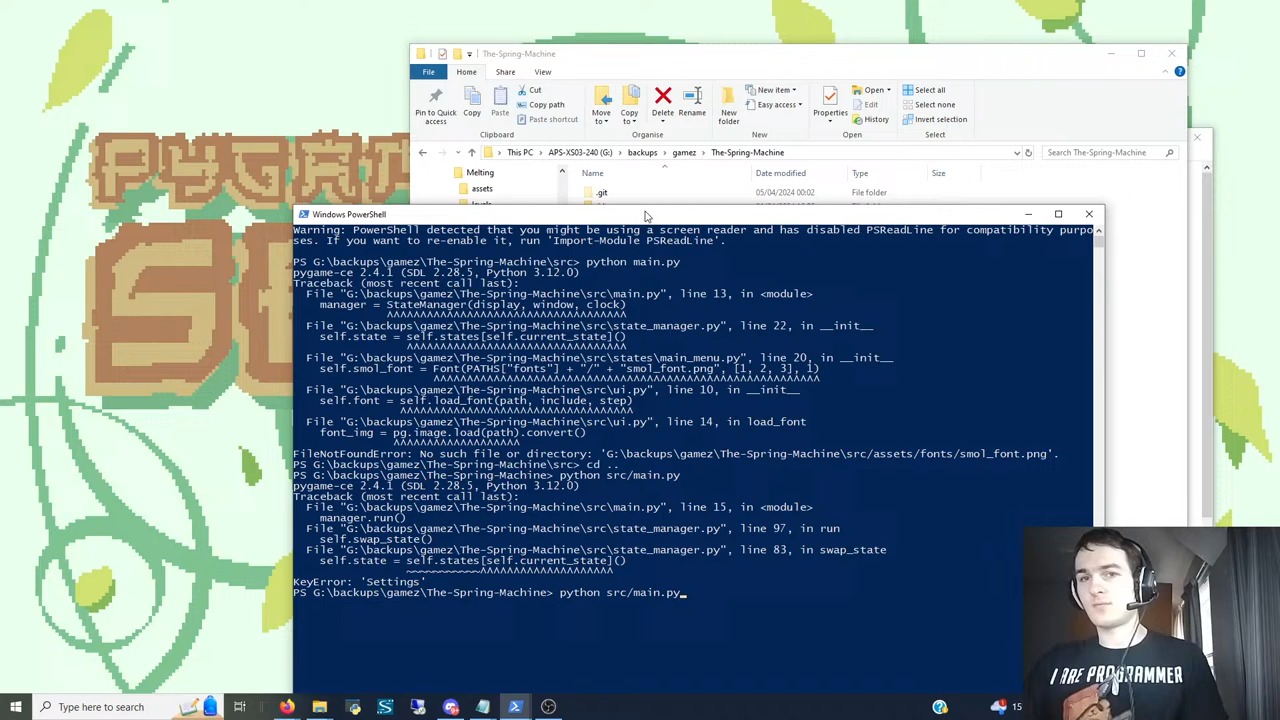 PYGAM
SE
The-Spring-Machine
File
Home
Share
View
Pin to Quick
access
Copy
Paste
Cut
Copy path
Paste shortcut
Clipboard
Move
to
Copy
to
Delete
Rename
Organise
New
folder
New item
Easy access
New
Properties
Open
Edit
History
Open
Select all
Select none
Invert selection
Select
This PC > APS-XS03-240 (G:) > backups > gamez > The-Spring-Machine
Search The-Spring-Machine
Melting
assets
Name
Date modified
Type
Size
.git
05/04/2024 00:02
File folder
Windows PowerShell
Warning: PowerShell detected that you might be using a screen reader and has disabled PSReadLine for compatibility purpo
ses. If you want to re-enable it, run 'Import-Module PSReadLine'.
PS G:\backups\gamez\The-Spring-Machine\src> python main.py
pygame-ce 2.4.1 (SDL 2.28.5, Python 3.12.0)
Traceback (most recent call last):
File "G:\backups\gamez\The-Spring-Machine\src\main.py", line 13, in <module>
manager = StateManager(display, window, clock)
^^^^^^^^^^^^^^^^^^^^^^^^^^^^^^^^^^^^
File "G:\backups\gamez\The-Spring-Machine\src\state_manager.py", line 22, in __init__
self.state = self.states[self.current_state]()
^^^^^^^^^^^^^^^^^^^^^^^^^^^^^^^^^
File "G:\backups\gamez\The-Spring-Machine\src\states\main_menu.py", line 20, in __init__
self.smol_font = Font(PATHS["fonts"] + "/" + "smol_font.png", [1, 2, 3], 1)
^^^^^^^^^^^^^^^^^^^^^^^^^^^^^^^^^^^^^^^^^^^^^^^^^^^^^^^^^^
File "G:\backups\gamez\The-Spring-Machine\src\ui.py", line 10, in __init__
self.font = self.load_font(path, include, step)
^^^^^^^^^^^^^^^^^^^^^^^^^^^^^^^^^^^
File "G:\backups\gamez\The-Spring-Machine\src\ui.py", line 14, in load_font
font_img = pg.image.load(path).convert()
^^^^^^^^^^^^^^^^^^^
FileNotFoundError: No such file or directory: 'G:\backups\gamez\The-Spring-Machine\src/assets/fonts/smol_font.png'.
PS G:\backups\gamez\The-Spring-Machine\src> cd ..
PS G:\backups\gamez\The-Spring-Machine> python src/main.py
pygame-ce 2.4.1 (SDL 2.28.5, Python 3.12.0)
Traceback (most recent call last):
File "G:\backups\gamez\The-Spring-Machine\src\main.py", line 15, in <module>
manager.run()
File "G:\backups\gamez\The-Spring-Machine\src\state_manager.py", line 97, in run
self.swap_state()
File "G:\backups\gamez\The-Spring-Machine\src\state_manager.py", line 83, in swap_state
self.state = self.states[self.current_state]()
~~~~~~~~~~~^^^^^^^^^^^^^^^^^^^^
KeyError: 'Settings'
PS G:\backups\gamez\The-Spring-Machine> python src/main.py_
I ARE PROGRAMMER
Type here to search
15